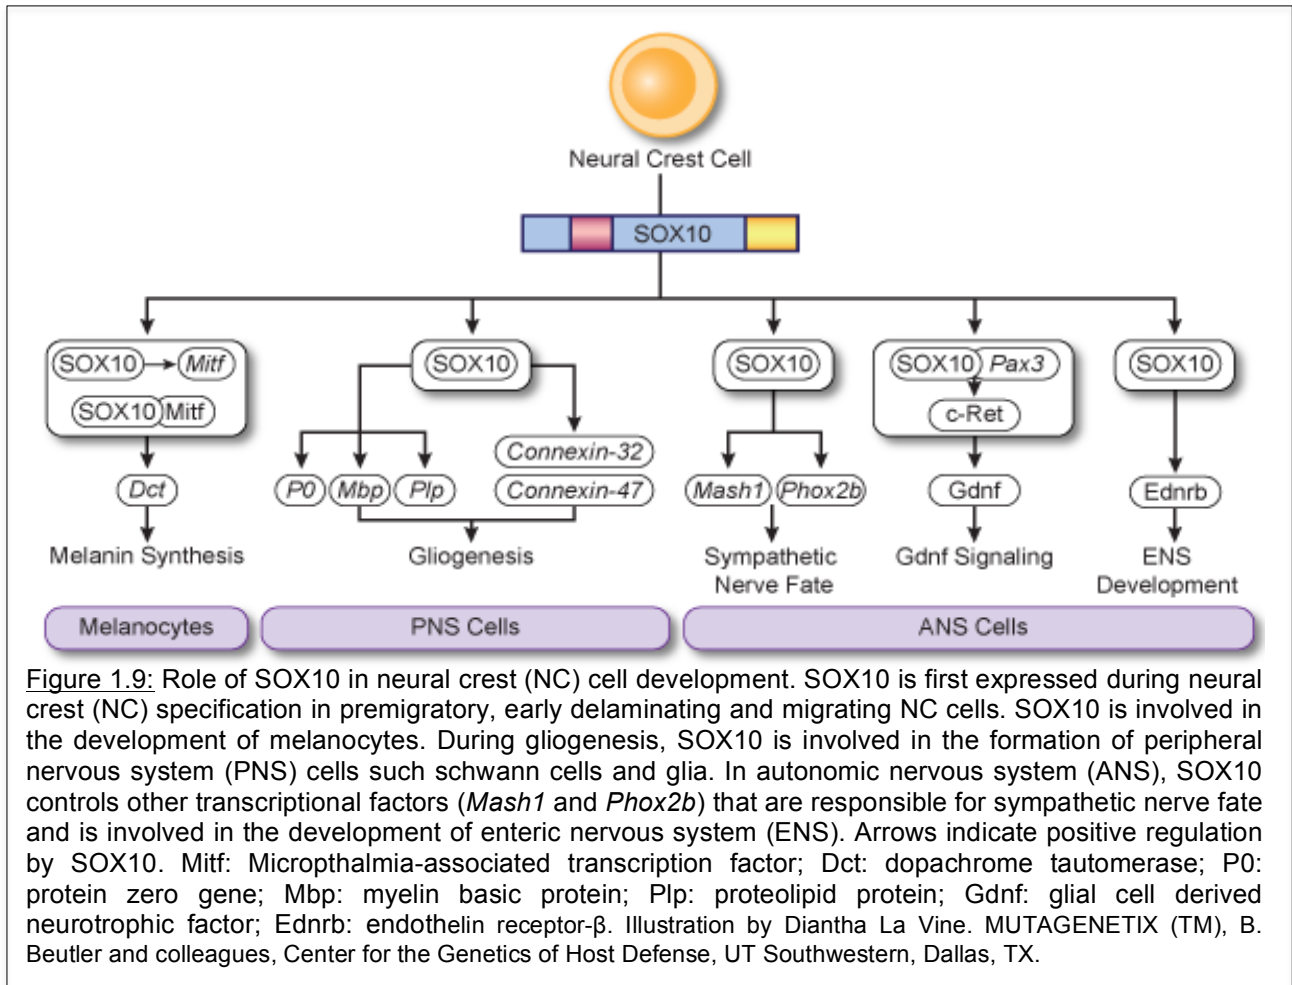 Neural Crest Cell
SOX10
SOX10 Mitf SOX10 SOX10 SOX10 Pax3 SOX10
SOX10 Mitf c-Ret
Connexin-32
Dct P0 Mbp Plp Connexin-47 Mash1 Phox2b Gdnf Ednrb
Melanin Synthesis Gliogenesis Sympathetic Gdnf Signaling ENS
Nerve Fate Development
Melanocytes PNS Cells ANS Cells
Figure 1.9: Role of SOX10 in neural crest (NC) cell development. SOX10 is first expressed during neural
crest (NC) specification in premigratory, early delaminating and migrating NC cells. SOX10 is involved in
the development of melanocytes. During gliogenesis, SOX10 is involved in the formation of peripheral
nervous system (PNS) cells such schwann cells and glia. In autonomic nervous system (ANS), SOX10
controls other transcriptional factors (Mash1 and Phox2b) that are responsible for sympathetic nerve fate
and is involved in the development of enteric nervous system (ENS). Arrows indicate positive regulation
by SOX10. Mitf: Micropthalmia-associated transcription factor; Dct: dopachrome tautomerase; P0:
protein zero gene; Mbp: myelin basic protein; Plp: proteolipid protein; Gdnf: glial cell derived
neurotrophic factor; Ednrb: endothelin receptor-β. Illustration by Diantha La Vine. MUTAGENETIX (TM), B.
Beutler and colleagues, Center for the Genetics of Host Defense, UT Southwestern, Dallas, TX.